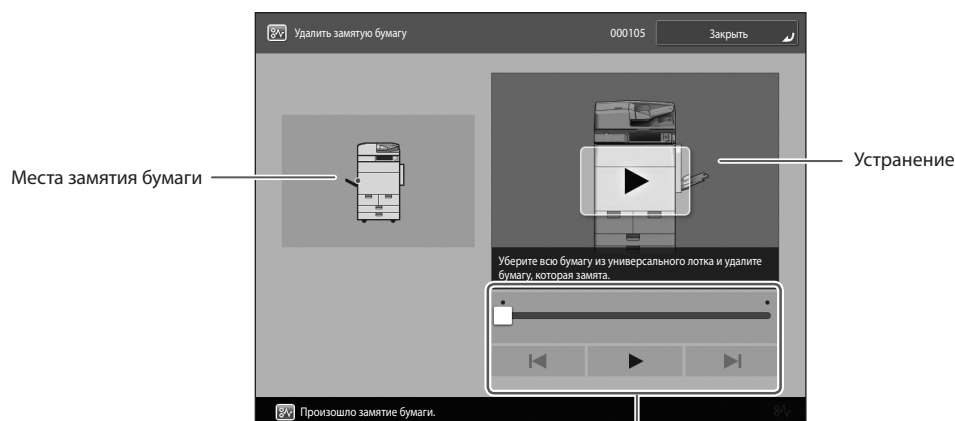 Удалить замятую бумагу
000105
Закрыть
Места замятия бумаги
Устранение
Уберите всю бумагу из универсального лотка и удалите
бумагу, которая замята.
Произошло замятие бумаги.